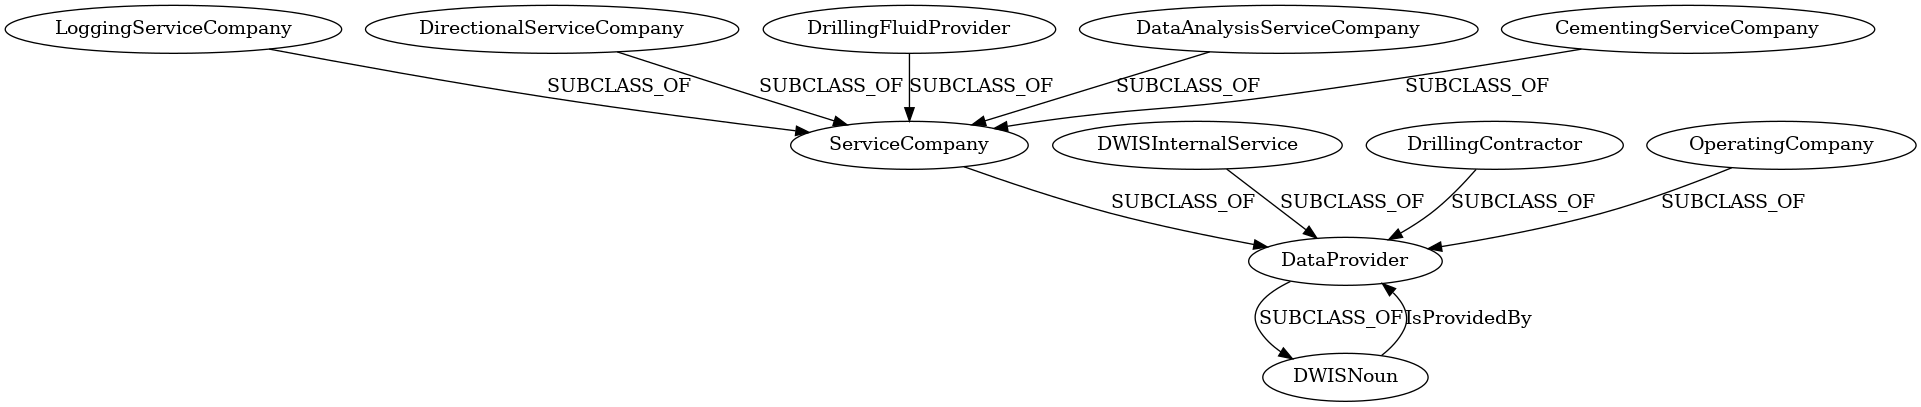 LoggingServiceCompany
DirectionalServiceCompany
DrillingFluidProvider
DataAnalysisServiceCompany
CementingServiceCompany
SUBCLASS_OF
SUBCLASS_OF
SUBCLASS_OF
SUBCLASS_OF
SUBCLASS_OF
ServiceCompany
DWISInternalService
DrillingContractor
OperatingCompany
SUBCLASS_OF
SUBCLASS_OF
SUBCLASS_OF
SUBCLASS_OF
DataProvider
SUBCLASS_OF
IsProvidedBy
DWISNoun